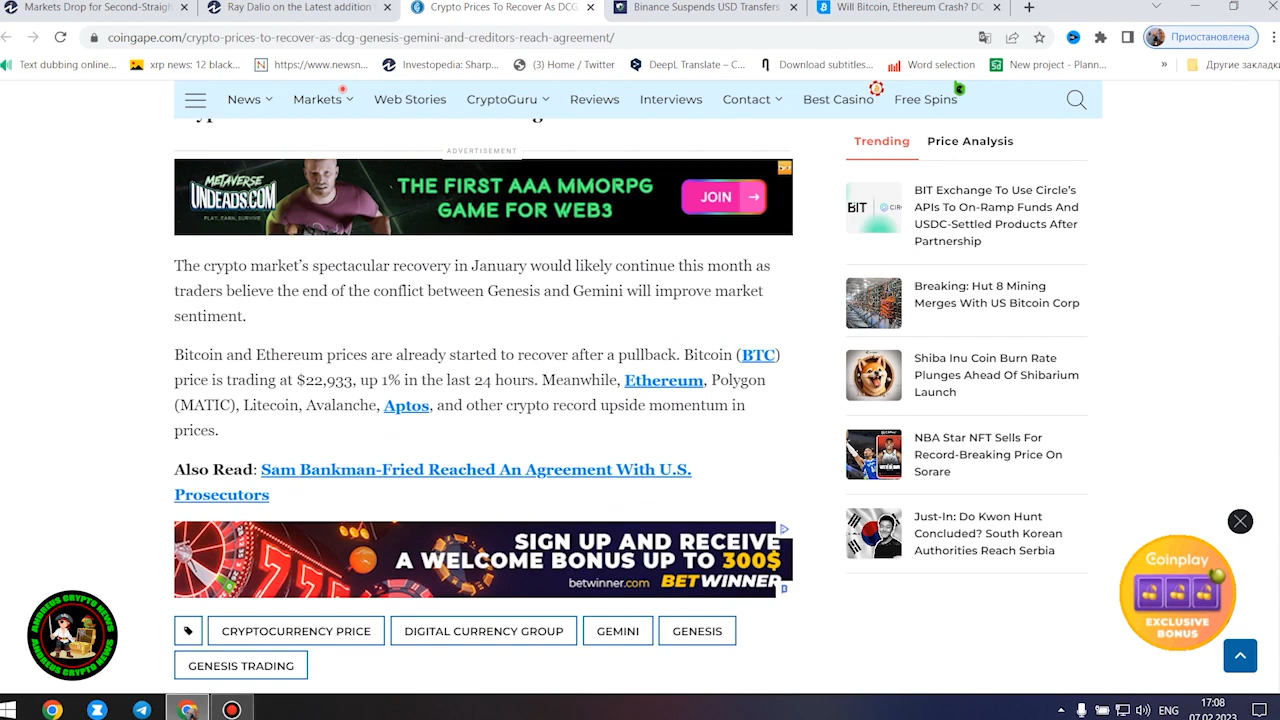 Markets Drop for Second-Straigh
Ray Dalio on the Latest addition
Crypto Prices To Recover As DCG,
Binance Suspends USD Transfers
Will Bitcoin, Ethereum Crash? DC
coingape.com/crypto-prices-to-recover-as-dcg-genesis-gemini-and-creditors-reach-agreement/
Приостановлена
Text dubbing online...
xrp news: 12 black...
https://www.newsn...
Investopedia: Sharp...
(3) Home / Twitter
DeepL Translate – C...
Download subtitles...
Word selection
New project - Plann...
»
Другие закладки
News
Markets
Web Stories
CryptoGuru
Reviews
Interviews
Contact
Best Casino
Free Spins
ADVERTISEMENT
METAVERSE
UNDEADS.COM
PLAY, EARN, SURVIVE
THE FIRST AAA MMORPG
GAME FOR WEB3
JOIN
The crypto market's spectacular recovery in January would likely continue this month as
traders believe the end of the conflict between Genesis and Gemini will improve market
sentiment.
Bitcoin and Ethereum prices are already started to recover after a pullback. Bitcoin (BTC)
price is trading at $22,933, up 1% in the last 24 hours. Meanwhile, Ethereum, Polygon
(MATIC), Litecoin, Avalanche, Aptos, and other crypto record upside momentum in
prices.
Also Read: Sam Bankman-Fried Reached An Agreement With U.S.
Prosecutors
SIGN UP AND RECEIVE
A WELCOME BONUS UP TO 300$
betwinner.com BETWINNER
CRYPTOCURRENCY PRICE
DIGITAL CURRENCY GROUP
GEMINI
GENESIS
GENESIS TRADING
Trending
Price Analysis
BIT Exchange To Use Circle's
APIs To On-Ramp Funds And
USDC-Settled Products After
Partnership
BIT
CIR
Breaking: Hut 8 Mining
Merges With US Bitcoin Corp
Shiba Inu Coin Burn Rate
Plunges Ahead Of Shibarium
Launch
NBA Star NFT Sells For
Record-Breaking Price On
Sorare
Just-In: Do Kwon Hunt
Concluded? South Korean
Authorities Reach Serbia
Coinplay
EXCLUSIVE
BONUS
ANDREUS CRYPTO NEWS
ANDREUS CRYPTO NEWS
ENG
17:08
07.02.2023